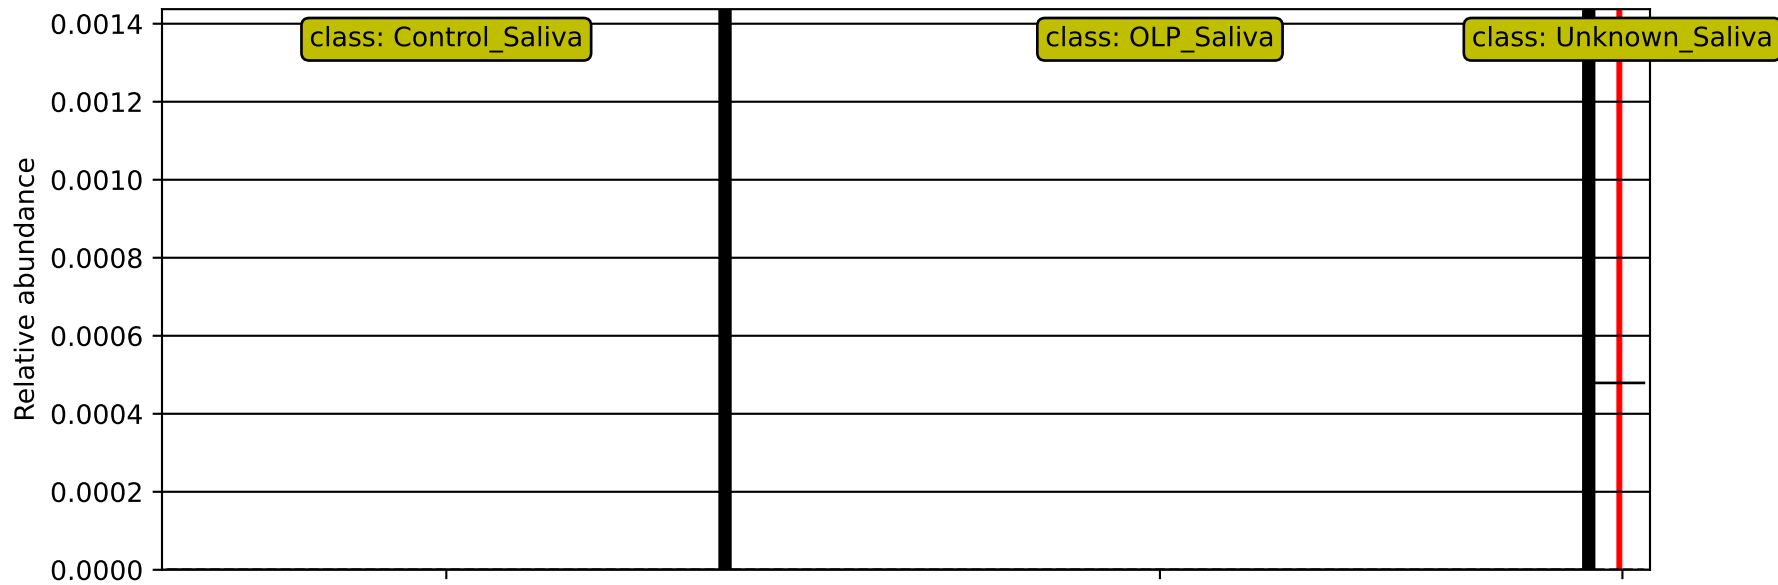 class: Control_Saliva
class: OLP_Saliva
class: Unknown_Saliva
Relative abundance
0.0014
0.0012
0.0010
0.0008
0.0006
0.0004
0.0002
0.0000